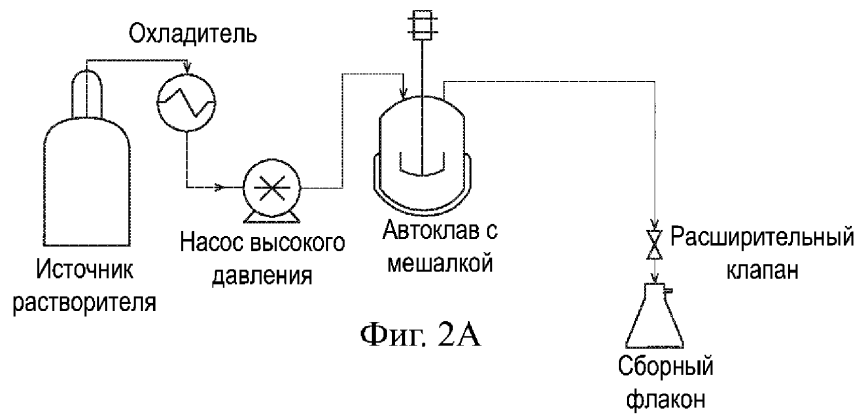 Охладитель
Источник
растворителя
Насос высокого
давления
Автоклав с
мешалкой
Расширительный
клапан
Сборный
флакон
Фиг. 2А